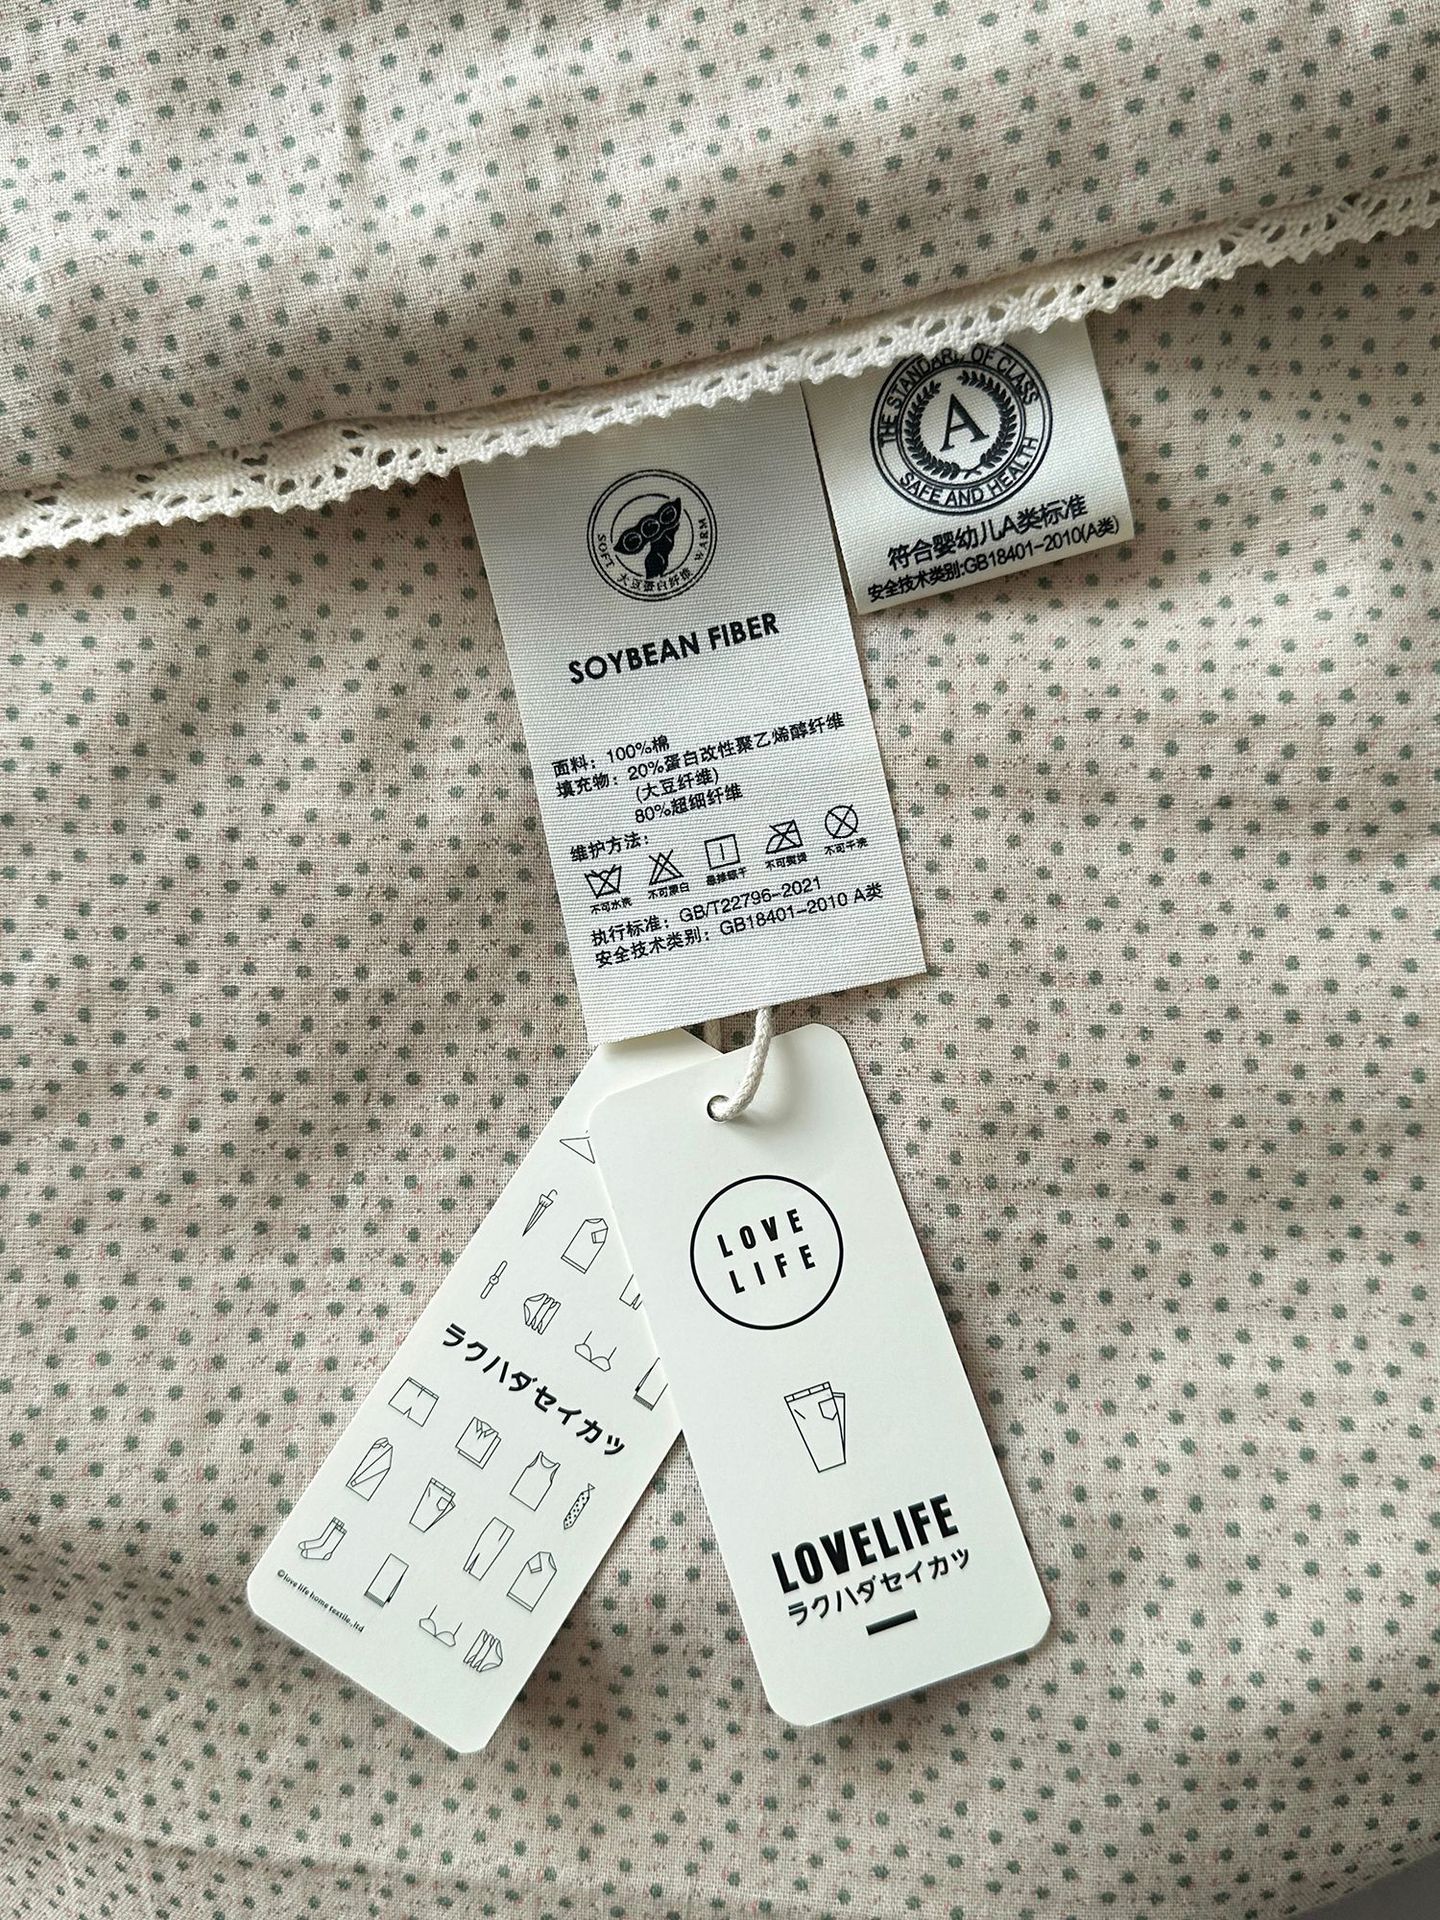 THE STANDARD OF CLASS
A
SAFE AND HEALTH
符合婴幼儿A类标准
安全技术类别:GB18401-2010(A类)
SOFT 大豆蛋白纤维 WARM
SOYBEAN FIBER
面料：100%棉
填充物：20%蛋白改性聚乙烯醇纤维
(大豆纤维)
80%超细纤维
维护方法：
不可水洗 不可漂白 悬挂晾干 不可熨烫 不可干洗
执行标准：GB/T22796-2021
安全技术类别：GB18401-2010 A类
LOVE
LIFE
LOVELIFE
ラクハダセイカツ
ラクハダセイカツ
©love life home textile.,ltd